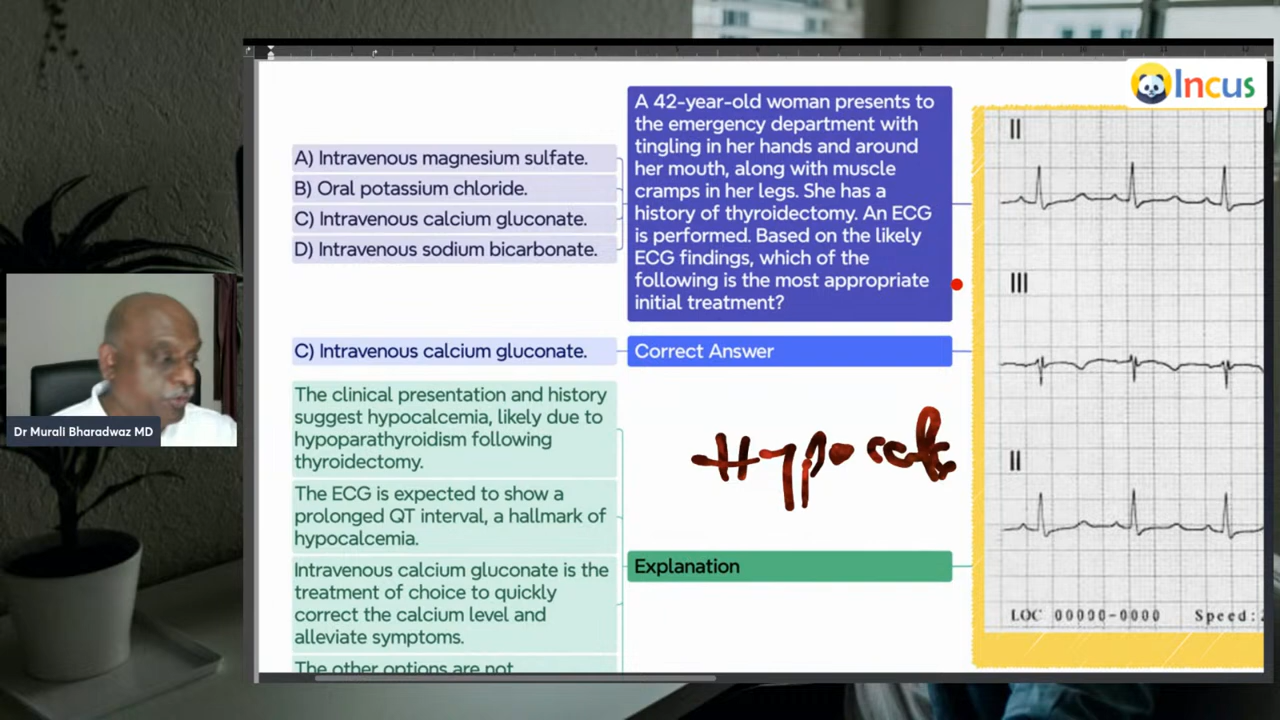 Incus
A 42-year-old woman presents to
the emergency department with
tingling in her hands and around
her mouth, along with muscle
cramps in her legs. She has a
history of thyroidectomy. An ECG
is performed. Based on the likely
ECG findings, which of the
following is the most appropriate
initial treatment?
A) Intravenous magnesium sulfate.
B) Oral potassium chloride.
C) Intravenous calcium gluconate.
D) Intravenous sodium bicarbonate.
Correct Answer
C) Intravenous calcium gluconate.
Explanation
The clinical presentation and history
suggest hypocalcemia, likely due to
hypoparathyroidism following
thyroidectomy.
The ECG is expected to show a
prolonged QT interval, a hallmark of
hypocalcemia.
Intravenous calcium gluconate is the
treatment of choice to quickly
correct the calcium level and
alleviate symptoms.
The other options are not
II
III
II
LOC 00000-0000 Speed:
Dr Murali Bharadwaz MD